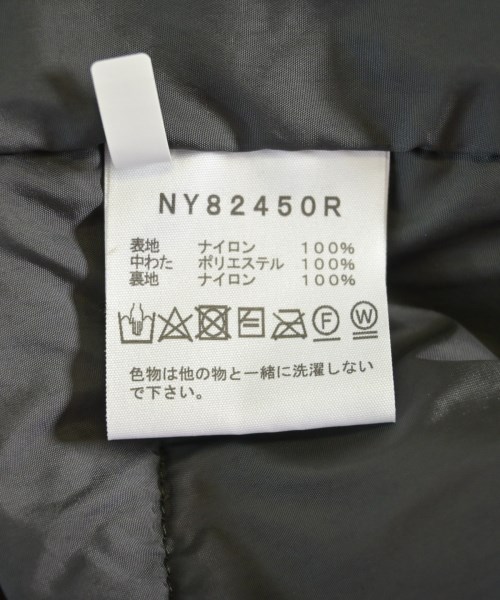 NY82450R
表地 ナイロン 100%
中わた ポリエステル 100%
裏地 ナイロン 100%
F W
色物は他の物と一緒に洗濯しない
で下さい。